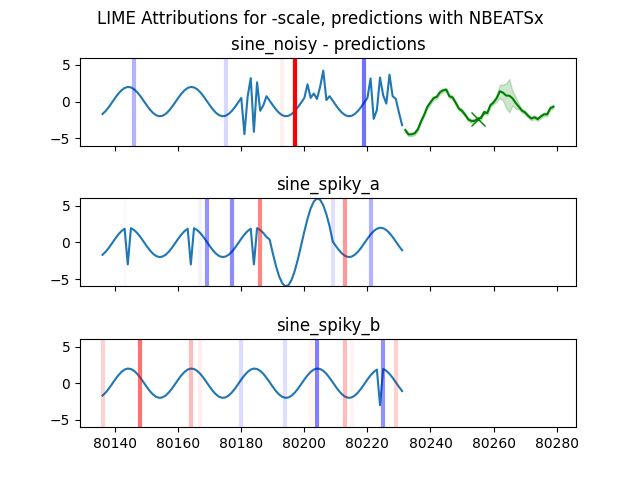 LIME Attributions for -scale, predictions with NBEATSx
sine_noisy - predictions
5
0
−5
sine_spiky_a
5
0
−5
sine_spiky_b
5
0
−5
80140 80160 80180 80200 80220 80240 80260 80280